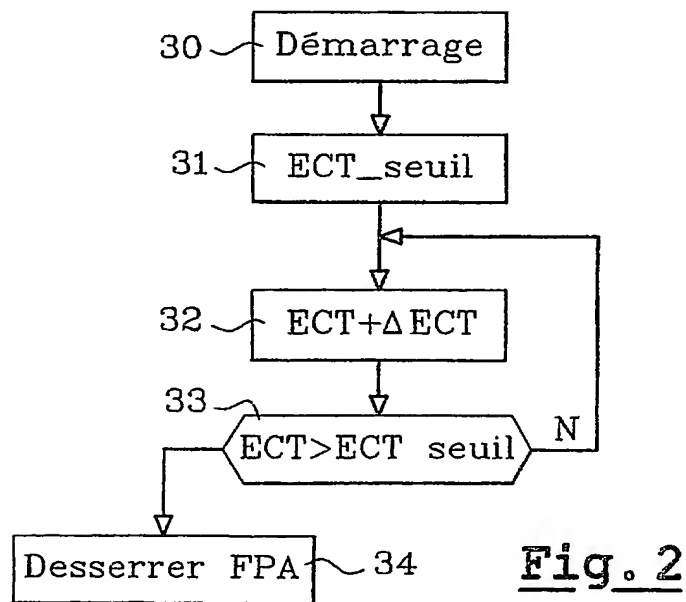 30 Démarrage
31 ECT_seuil
32 ECT+ΔECT
33
ECT>ECT seuil N
Desserrer FPA 34
Fig. 2